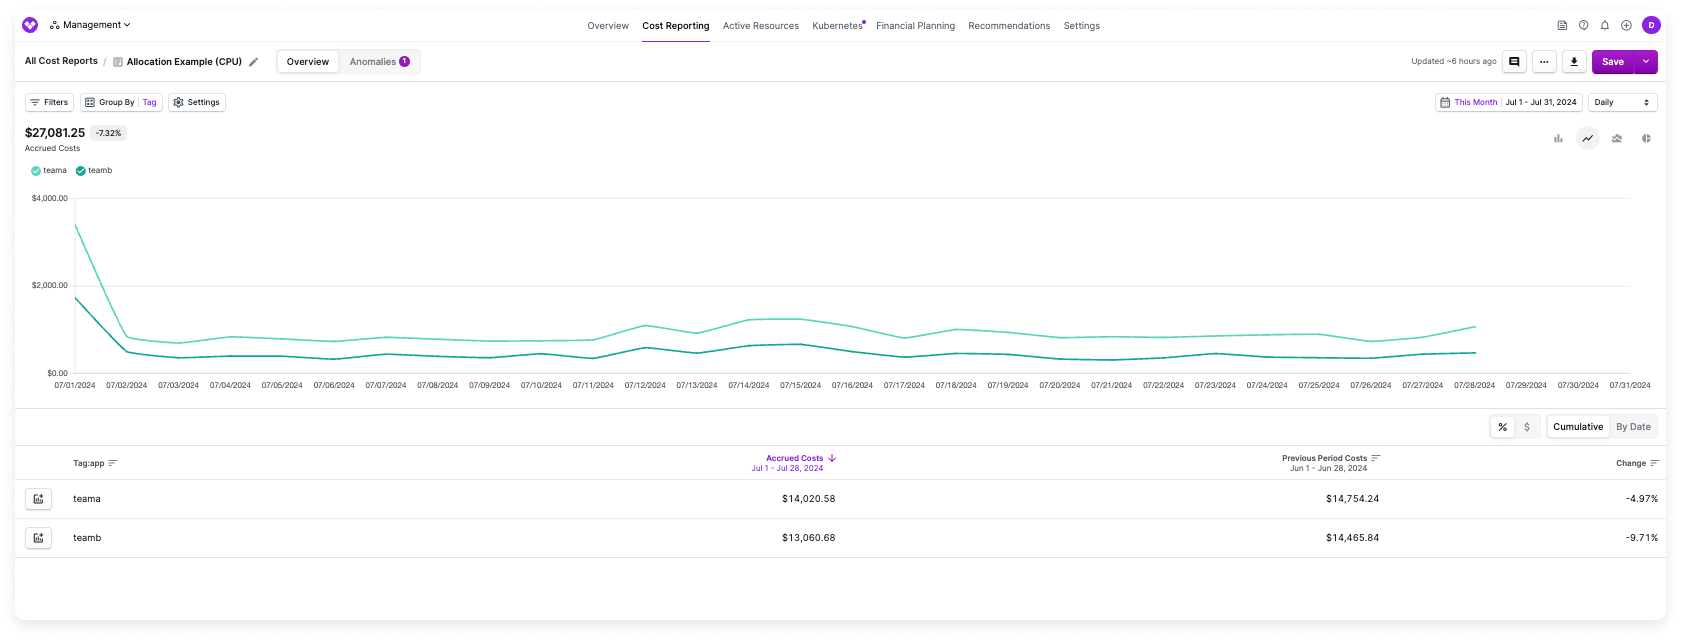 Management
Overview Cost Reporting Active Resources Kubernetes Financial Planning Recommendations Settings
D
All Cost Reports / Allocation Example (CPU)
Overview Anomalies 1
Updated ~6 hours ago
...
Save
Filters Group By Tag Settings
This Month Jul 1 - Jul 31, 2024 Daily
$27,081.25 -7.32%
Accrued Costs
teama teamb
$4,000.00
$2,000.00
$0.00
07/01/2024 07/02/2024 07/03/2024 07/04/2024 07/05/2024 07/06/2024 07/07/2024 07/08/2024 07/09/2024 07/10/2024 07/11/2024 07/12/2024 07/13/2024 07/14/2024 07/15/2024 07/16/2024 07/17/2024 07/18/2024 07/19/2024 07/20/2024 07/21/2024 07/22/2024 07/23/2024 07/24/2024 07/25/2024 07/26/2024 07/27/2024 07/28/2024 07/29/2024 07/30/2024 07/31/2024
% $ Cumulative By Date
Tag:app Accrued Costs Previous Period Costs Change
Jul 1 - Jul 28, 2024 Jun 1 - Jun 28, 2024
teama $14,020.58 $14,754.24 -4.97%
teamb $13,060.68 $14,465.84 -9.71%